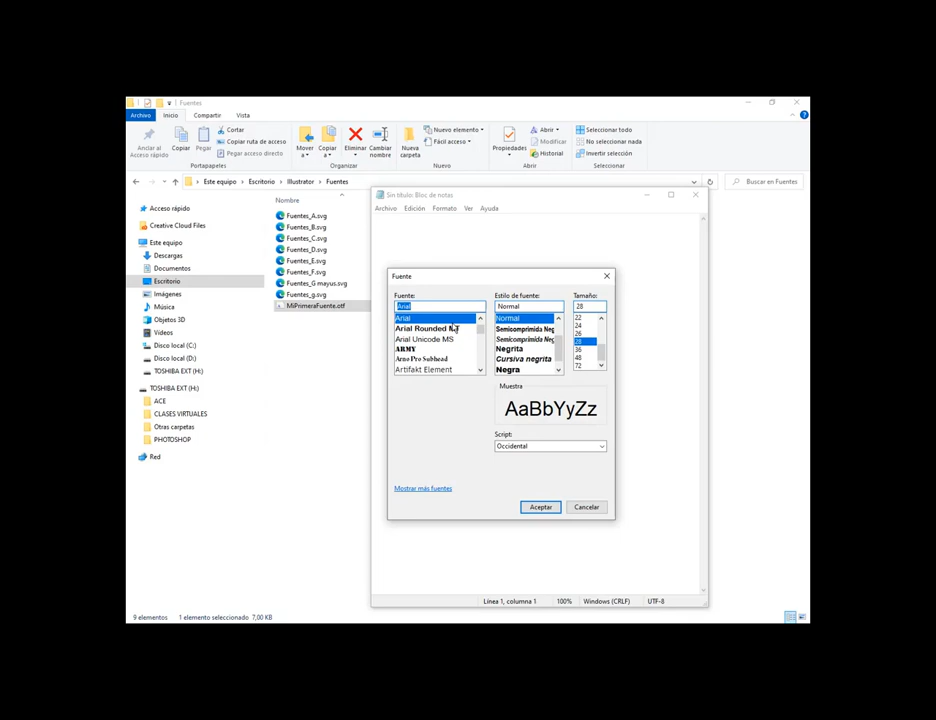 Fuentes
Archivo Inicio Compartir Vista
Anclar al Acceso rápido
Copiar
Pegar
Cortar
Copiar ruta de acceso
Pegar acceso directo
Portapapeles
Mover a
Copiar a
Eliminar
Cambiar nombre
Organizar
Nueva carpeta
Nuevo elemento
Fácil acceso
Nuevo
Propiedades
Abrir
Modificar
Historial
Abrir
Seleccionar todo
No seleccionar nada
Invertir selección
Seleccionar
Este equipo > Escritorio > Illustrator > Fuentes
Buscar en Fuentes
Acceso rápido
Creative Cloud Files
Este equipo
Descargas
Documentos
Escritorio
Imágenes
Música
Objetos 3D
Vídeos
Disco local (C:)
Disco local (D:)
TOSHIBA EXT (H:)
TOSHIBA EXT (H:)
ACE
CLASES VIRTUALES
Otras carpetas
PHOTOSHOP
Red
Nombre
Fuentes_A.svg
Fuentes_B.svg
Fuentes_C.svg
Fuentes_D.svg
Fuentes_E.svg
Fuentes_F.svg
Fuentes_G mayus.svg
Fuentes_g.svg
MiPrimeraFuente.otf
Sin título: Bloc de notas
Archivo Edición Formato Ver Ayuda
Fuente
Fuente:
Arial
Arial
Arial Rounded MT
Arial Unicode MS
ARMY
Arno Pro Subhead
Artifakt Element
Estilo de fuente:
Normal
Normal
Semicomprimida Neg
Semicomprimida Neg
Negrita
Cursiva negrita
Negra
Tamaño:
28
22
24
26
28
36
48
72
Muestra
AaBbYyZz
Script:
Occidental
Mostrar más fuentes
Aceptar
Cancelar
Línea 1, columna 1 100% Windows (CRLF) UTF-8
9 elementos 1 elemento seleccionado 7,00 KB